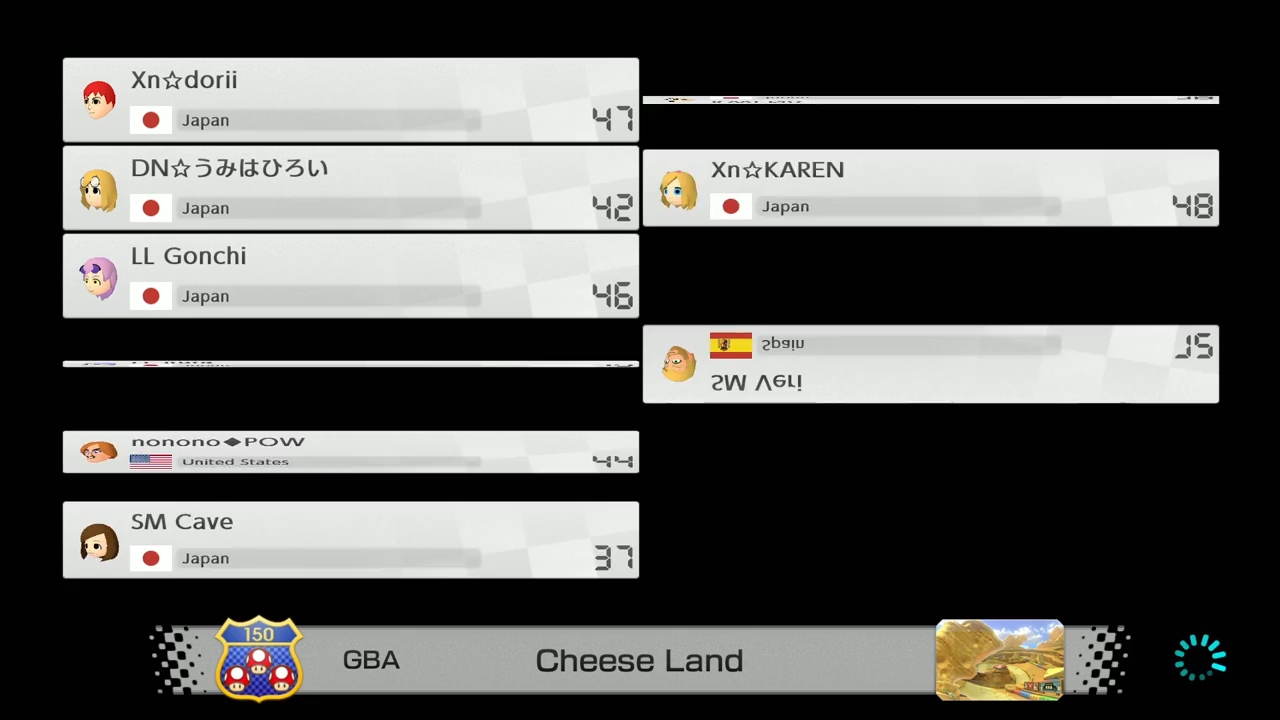 Xn☆dorii
Japan
47
DN☆うみはひろい
Japan
42
LL Gonchi
Japan
46
nonono◆POW
United States
44
SM Cave
Japan
37
Xn☆KAREN
Japan
48
Spain
SM Veri
150
GBA
Cheese Land